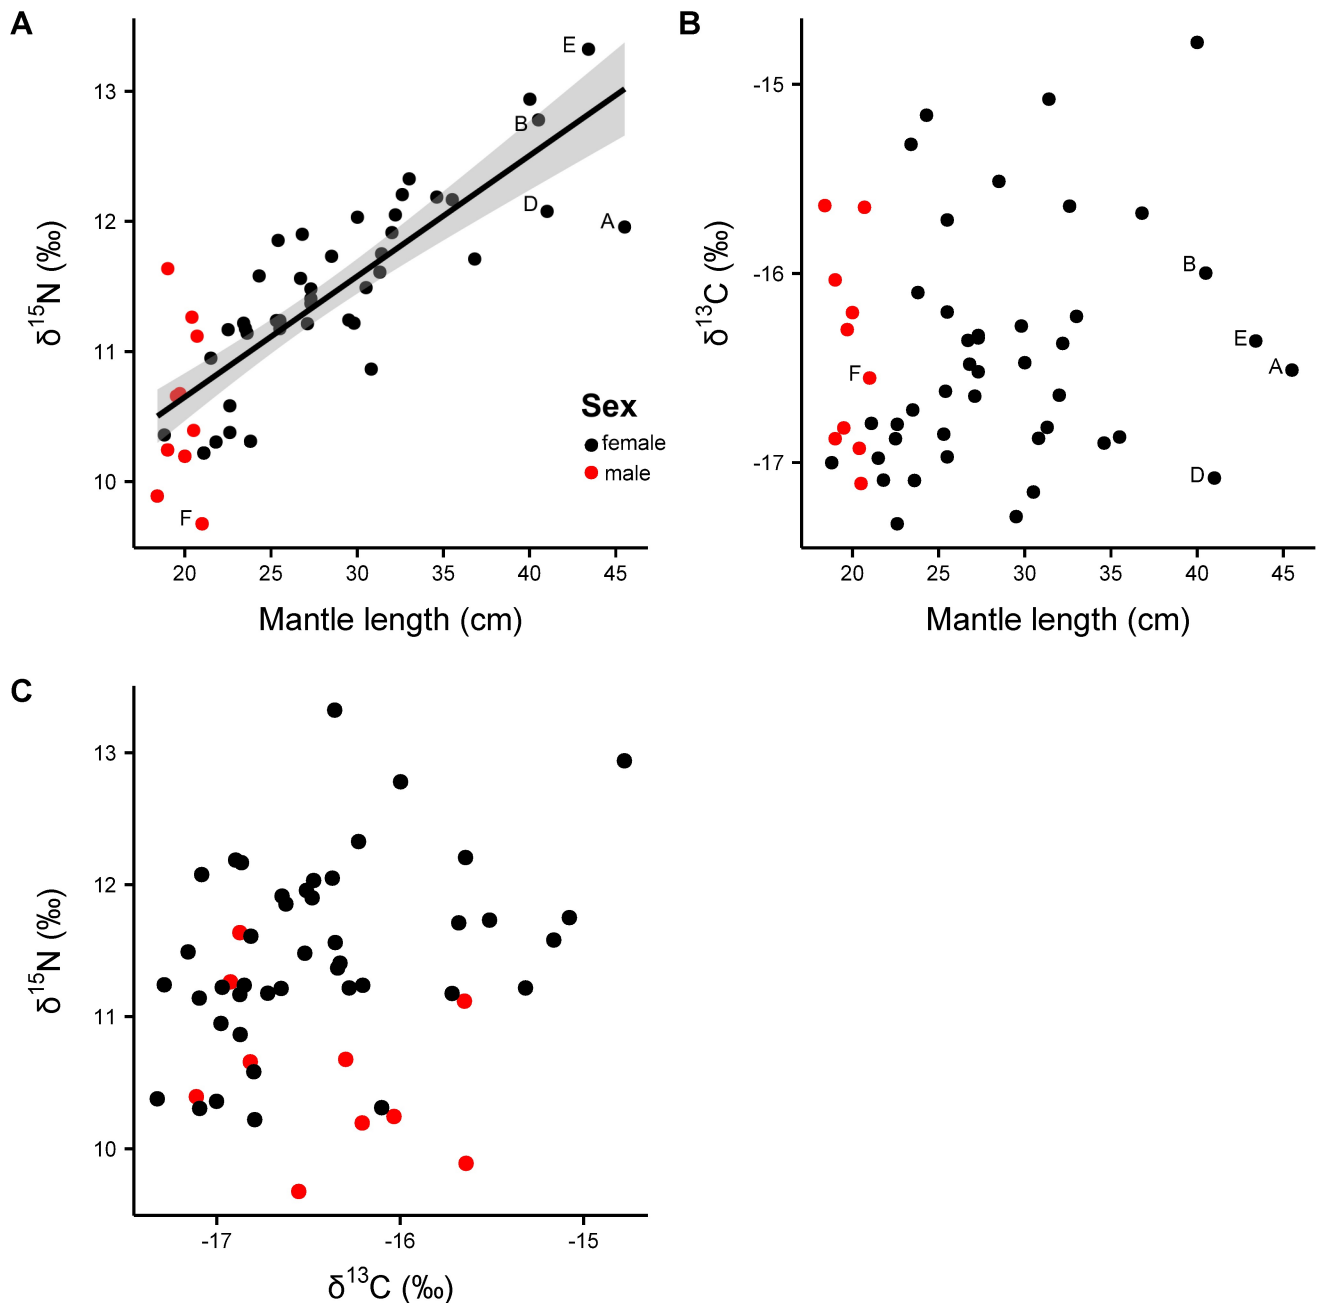 A
E
13
B
D
A
12
11
10
F
δ¹⁵N (‰)
Sex
female
male
20 25 30 35 40 45
Mantle length (cm)
B
-15
-16
-17
B
E
A
F
D
δ¹³C (‰)
20 25 30 35 40 45
Mantle length (cm)
C
13
12
11
10
δ¹⁵N (‰)
-17 -16 -15
δ¹³C (‰)